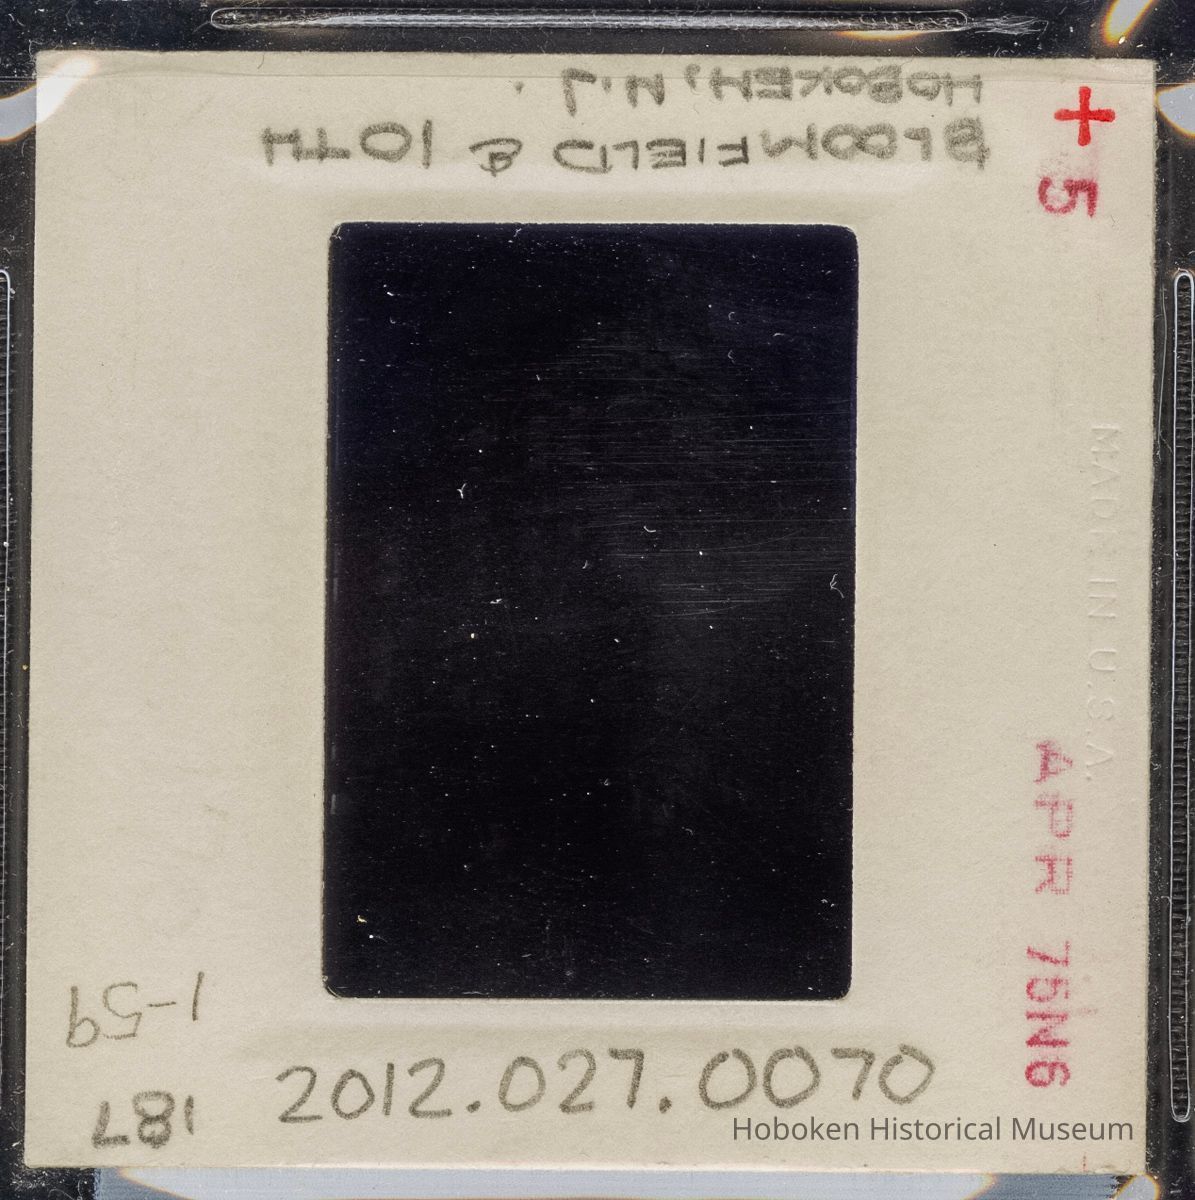 BLOOMFIELD @ 10TH
HOBOKEN, N.J.
+ 5
MADE IN U.S.A.
APR 75N6
187
1-59
2012.027.0070
Hoboken Historical Museum